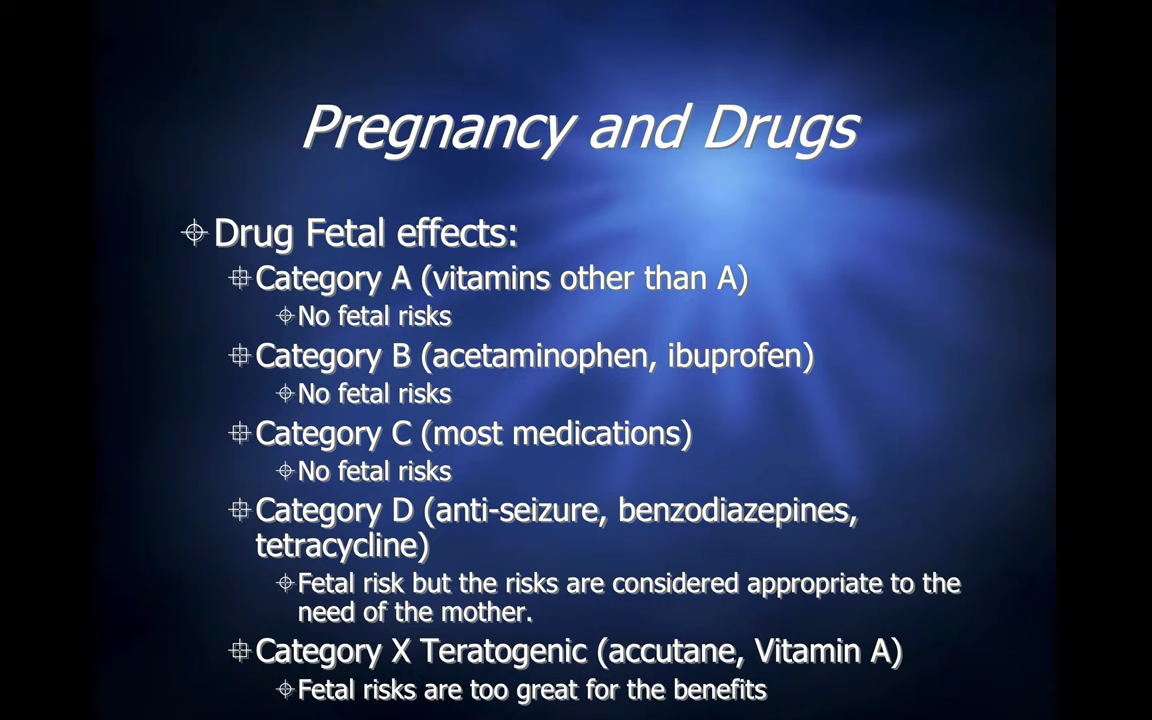 Pregnancy and Drugs
Drug Fetal effects:
Category A (vitamins other than A)
No fetal risks
Category B (acetaminophen, ibuprofen)
No fetal risks
Category C (most medications)
No fetal risks
Category D (anti-seizure, benzodiazepines,
tetracycline)
Fetal risk but the risks are considered appropriate to the
need of the mother.
Category X Teratogenic (accutane, Vitamin A)
Fetal risks are too great for the benefits